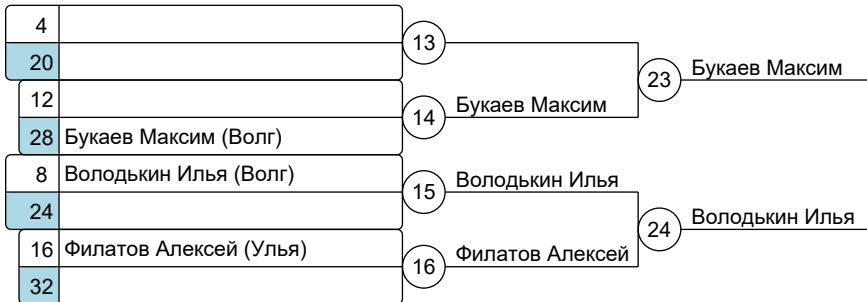 4
13
20
23 Букаев Максим
12
14 Букаев Максим
28 Букаев Максим (Волг)
8 Володькин Илья (Волг)
15 Володькин Илья
24
24 Володькин Илья
16 Филатов Алексей (Улья)
16 Филатов Алексей
32